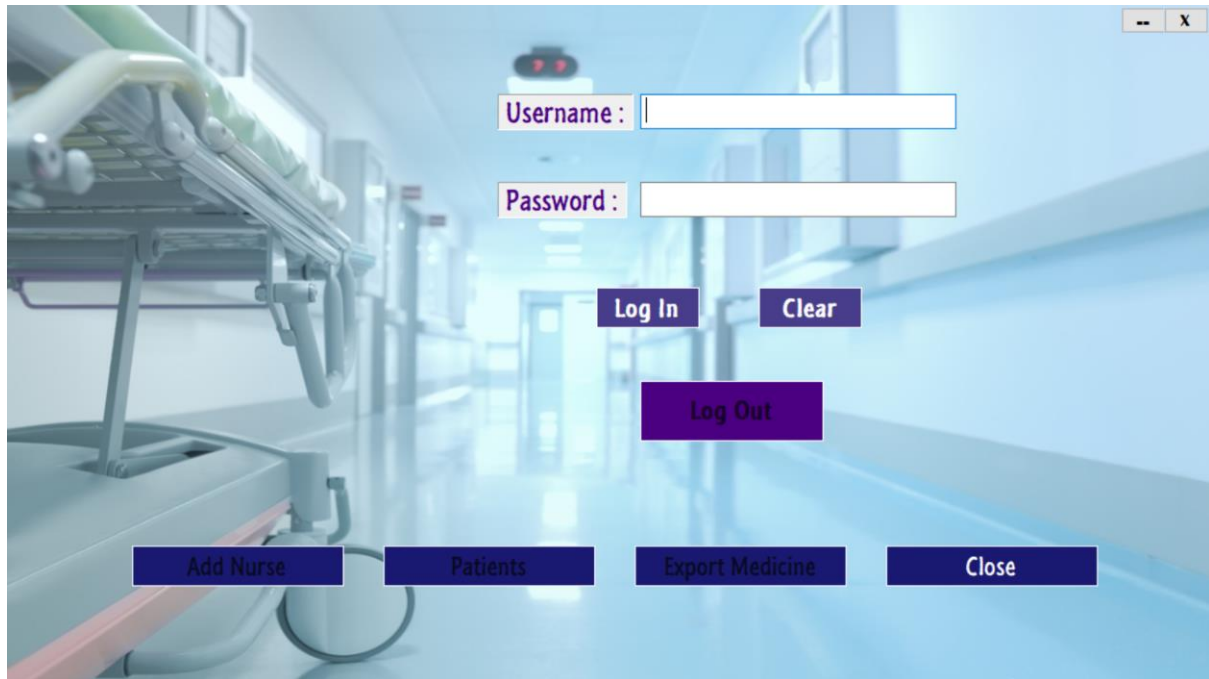 -- X
Username :
Password :
Log In Clear
Log Out
Add Nurse Patients Export Medicine Close